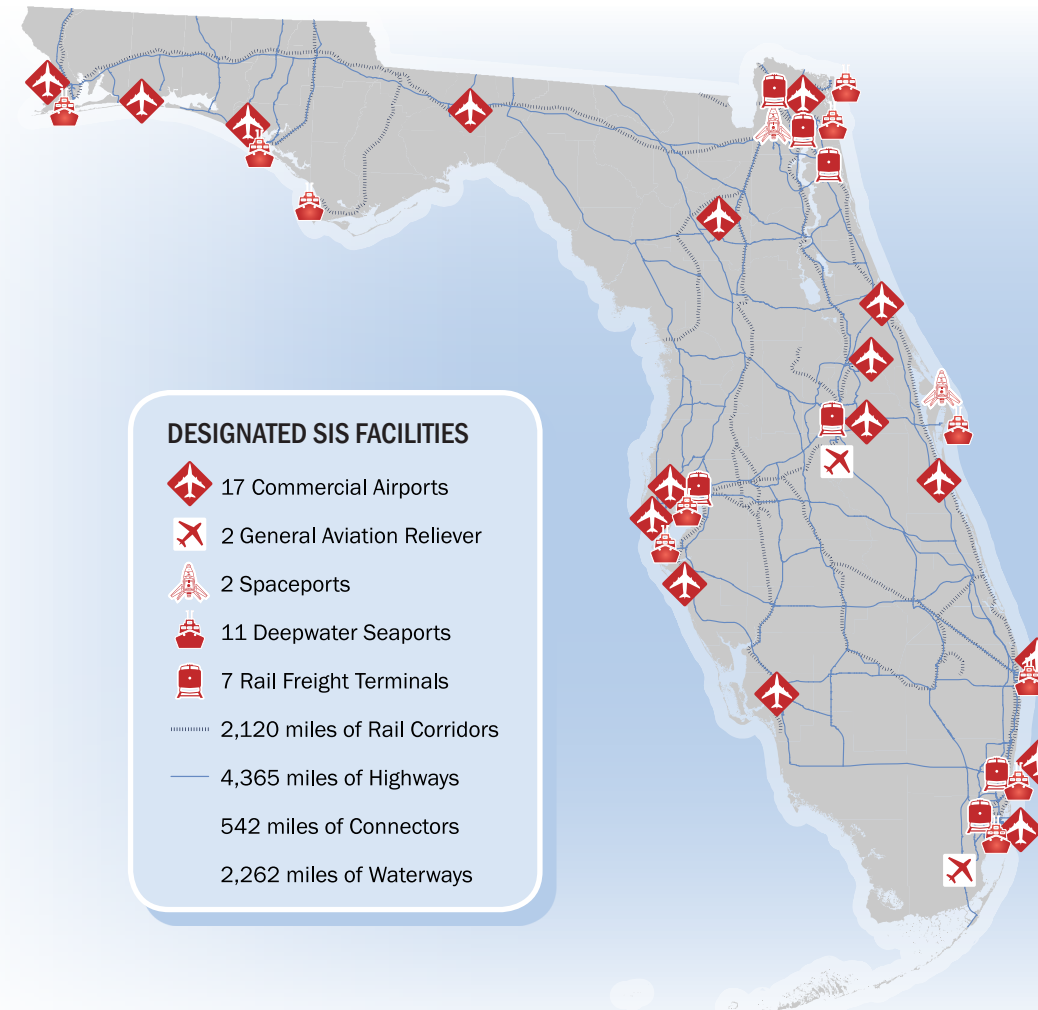 DESIGNATED SIS FACILITIES
17 Commercial Airports
2 General Aviation Reliever
2 Spaceports
11 Deepwater Seaports
7 Rail Freight Terminals
2,120 miles of Rail Corridors
4,365 miles of Highways
542 miles of Connectors
2,262 miles of Waterways